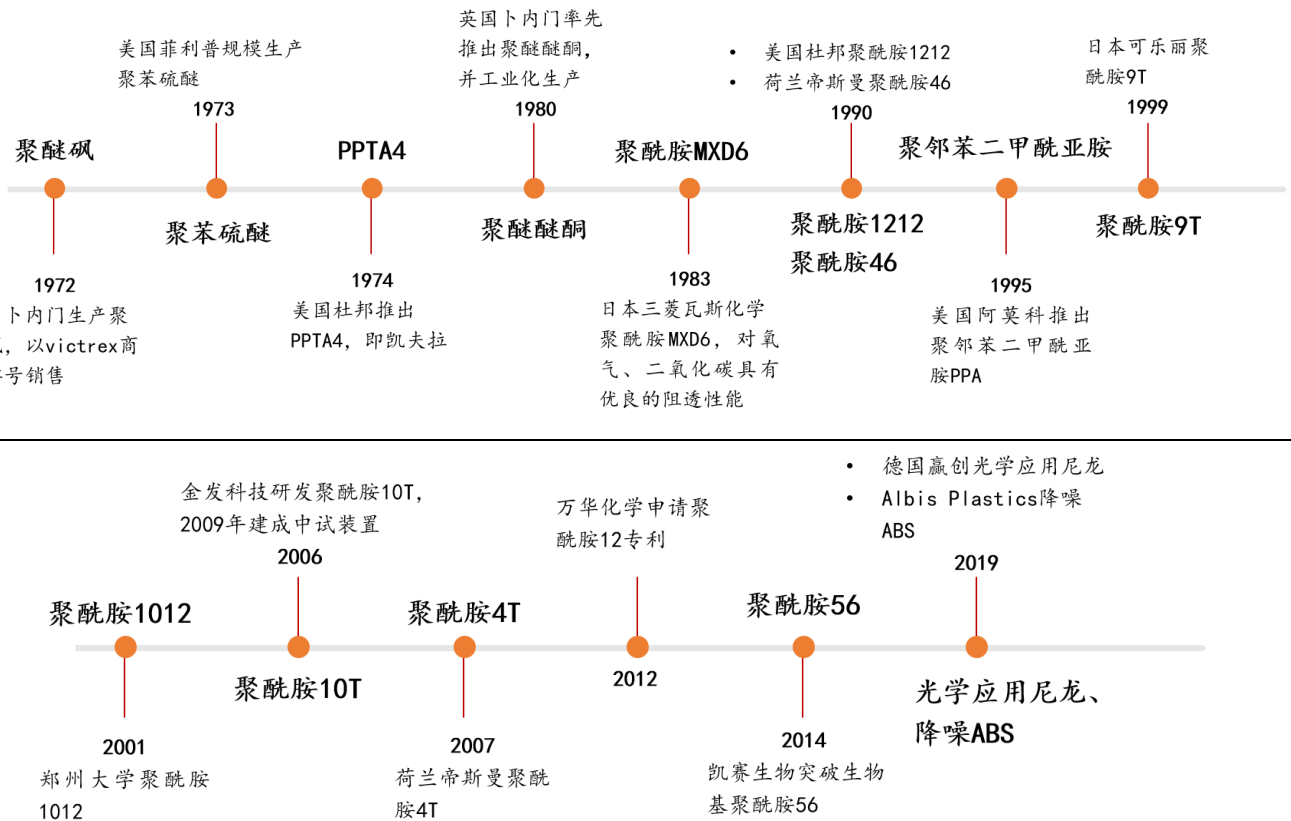 美国菲利普规模生产
聚苯硫醚
1973
英国卜内门率先
推出聚醚醚酮,
并工业化生产
1980
• 美国杜邦聚酰胺1212
• 荷兰帝斯曼聚酰胺46
1990
日本可乐丽聚
酰胺9T
1999
聚醚砜
PPTA4
聚酰胺MXD6
聚邻苯二甲酰亚胺
聚苯硫醚
聚醚醚酮
聚酰胺1212
聚酰胺46
聚酰胺9T
1972
卜内门生产聚
，以victrex商
号销售
1974
美国杜邦推出
PPTA4, 即凯夫拉
1983
日本三菱瓦斯化学
聚酰胺MXD6, 对氧
气、二氧化碳具有
优良的阻透性能
1995
美国阿莫科推出
聚邻苯二甲酰亚
胺PPA
金发科技研发聚酰胺10T,
2009年建成中试装置
2006
万华化学申请聚
酰胺12专利
• 德国赢创光学应用尼龙
• Albis Plastics降噪
ABS
2019
聚酰胺1012
聚酰胺4T
聚酰胺56
聚酰胺10T
2012
光学应用尼龙、
降噪ABS
2001
郑州大学聚酰胺
1012
2007
荷兰帝斯曼聚酰
胺4T
2014
凯赛生物突破生物
基聚酰胺56